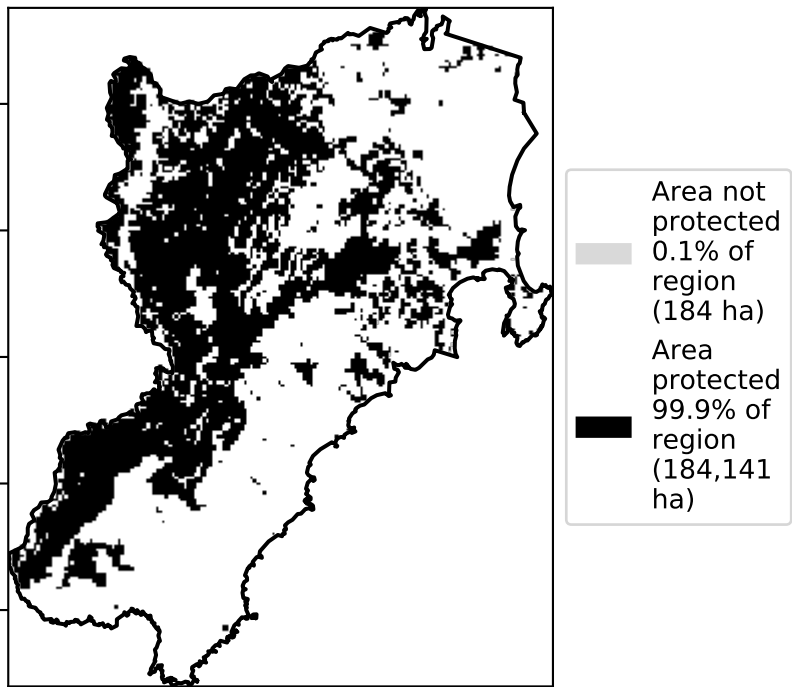 Area not
protected
0.1% of
region
(184 ha)
Area
protected
99.9% of
region
(184,141
ha)